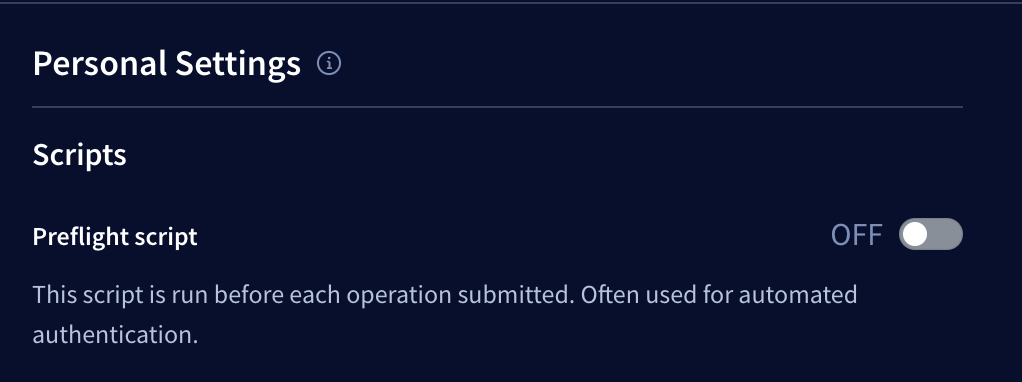 Personal Settings
Scripts
Preflight script
OFF
This script is run before each operation submitted. Often used for automated
authentication.